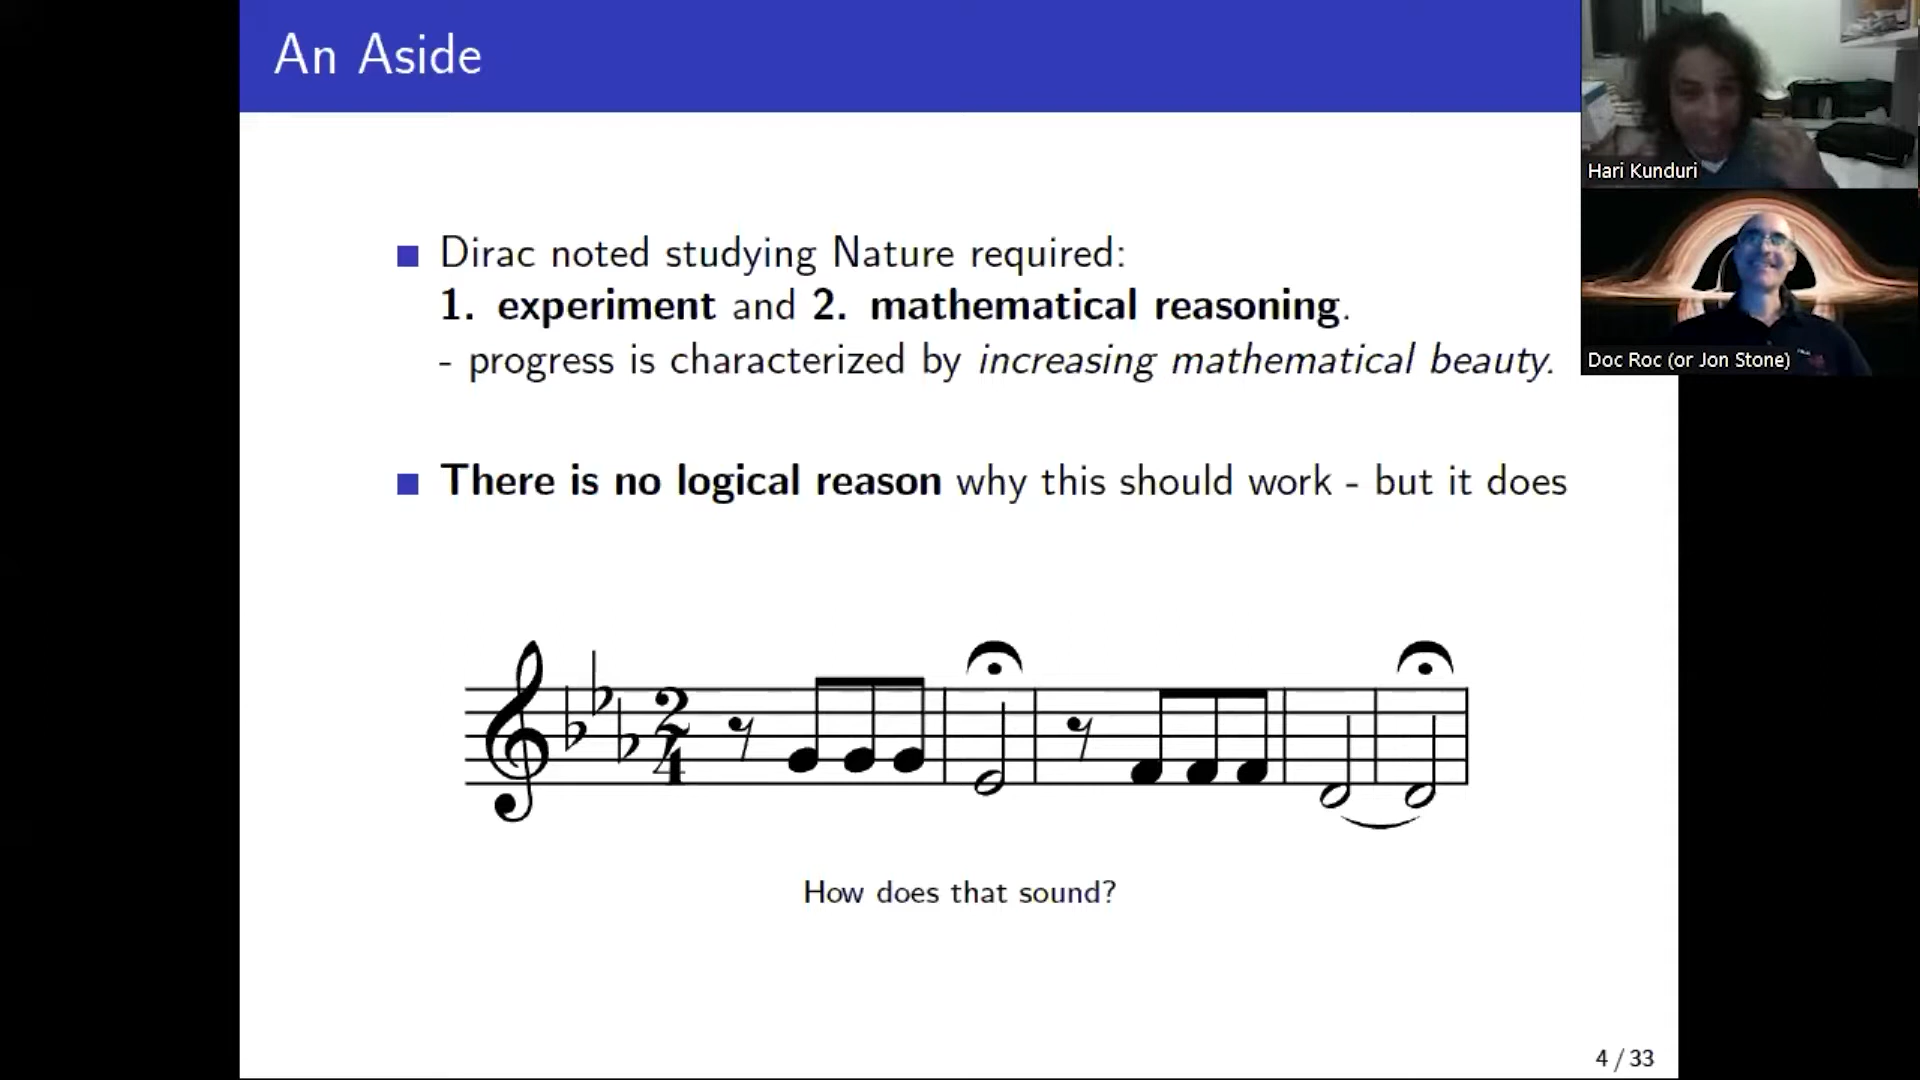 An Aside
Dirac noted studying Nature required:
1. experiment and 2. mathematical reasoning.
- progress is characterized by increasing mathematical beauty.
There is no logical reason why this should work - but it does
2
4
How does that sound?
4 / 33
Hari Kunduri
Doc Roc (or Jon Stone)